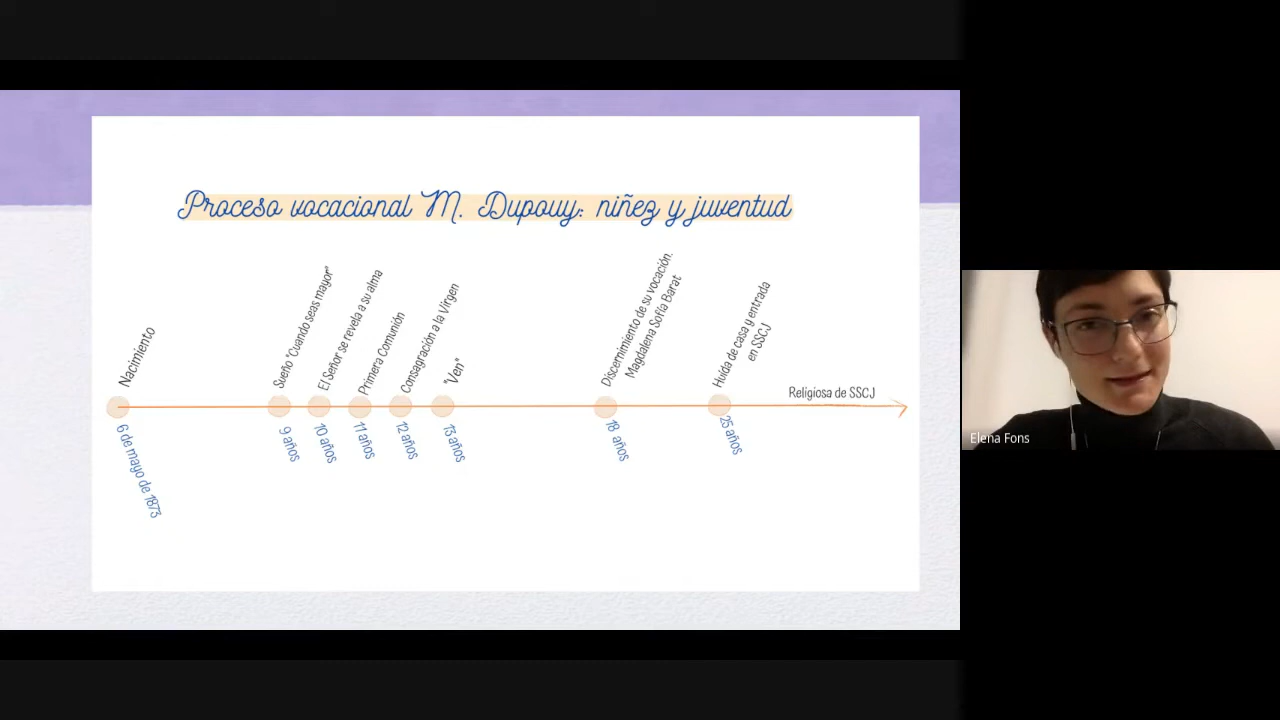 Proceso vocacional M. Dupouy: niñez y juventud
Nacimiento
Sueño "Cuando seas mayor"
El Señor se revela a su alma
Primera Comunión
Consagración a la Virgen
"Ven"
Discernimiento de su vocación.
Magdalena Sofía Barat
Huida de casa y entrada
en SSCJ
Religiosa de SSCJ
6 de mayo de 1873
9 años
10 años
11 años
12 años
13 años
18 años
25 años
Elena Fons